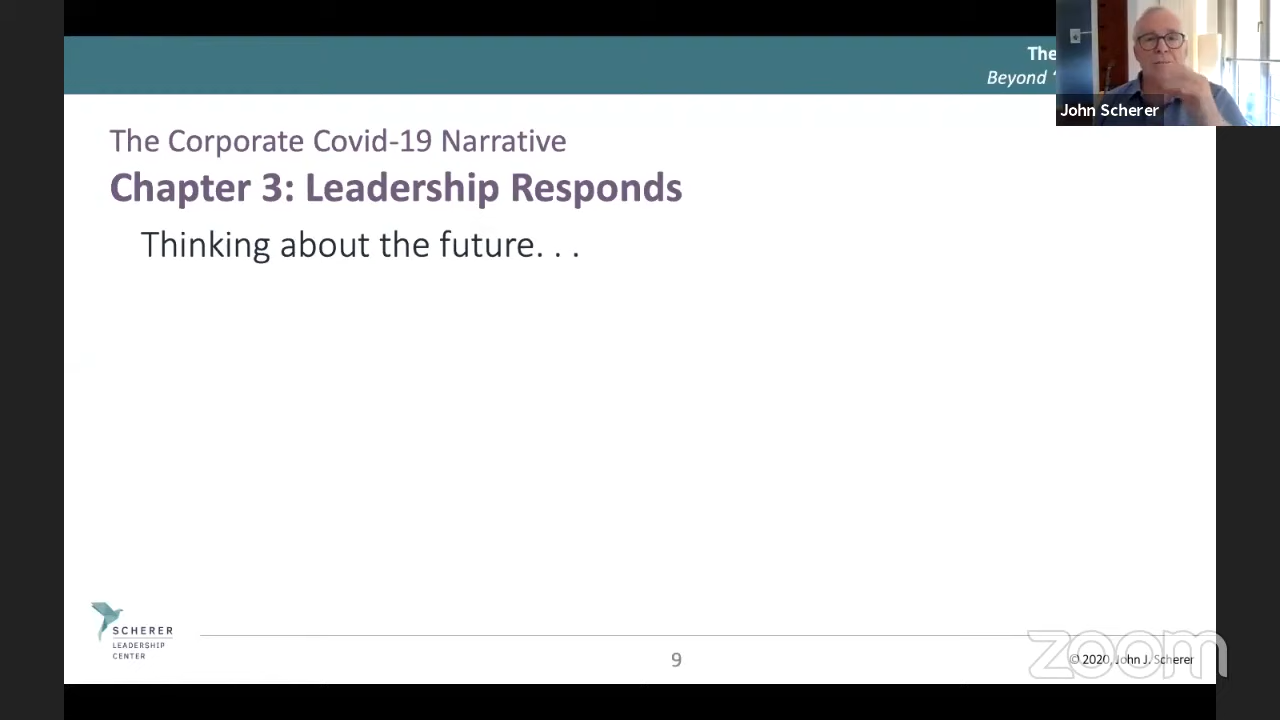 The
Beyond ‘
John Scherer
The Corporate Covid-19 Narrative
Chapter 3: Leadership Responds
Thinking about the future. . .
SCHERER
LEADERSHIP
CENTER
9
zoom
© 2020, John J. Scherer